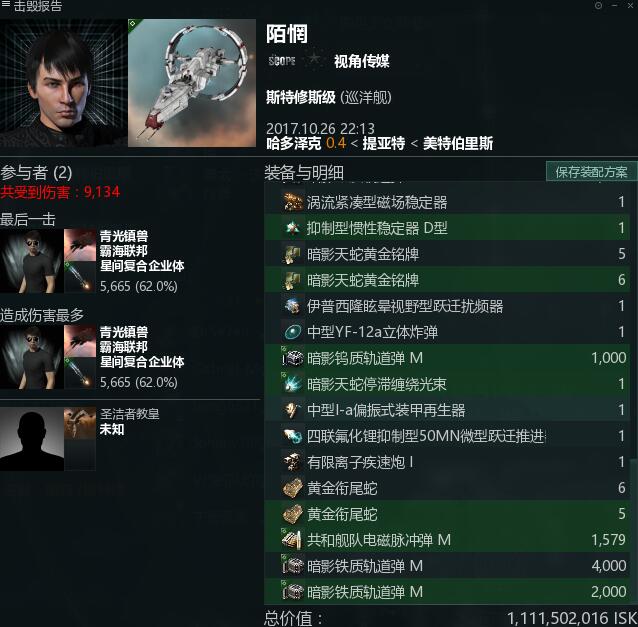 击毁报告
陌惘
SCOPE 视角传媒
斯特修斯级 (巡洋舰)
2017.10.26 22:13
哈多泽克 0.4 < 提亚特 < 美特伯里斯
参与者 (2)
共受到伤害：9,134
最后一击
青光镇兽
霸海联邦
星间复合企业体
5,665 (62.0%)
造成伤害最多
青光镇兽
霸海联邦
星间复合企业体
5,665 (62.0%)
圣洁者教皇
未知
装备与明细
保存装配方案
涡流紧凑型磁场稳定器 1
抑制型惯性稳定器 D型 1
暗影天蛇黄金铭牌 5
暗影天蛇黄金铭牌 6
伊普西隆眩晕视野型跃迁扰频器 1
中型YF-12a立体炸弹 1
暗影钨质轨道弹 M 1,000
暗影天蛇停滞缠绕光束 1
中型I-a偏振式装甲再生器 1
四联氟化锂抑制型50MN微型跃迁推进 1
有限离子疾速炮 I 1
黄金衔尾蛇 6
黄金衔尾蛇 5
共和舰队电磁脉冲弹 M 1,579
暗影铁质轨道弹 M 4,000
暗影铁质轨道弹 M 2,000
总价值： 1,111,502,016 ISK